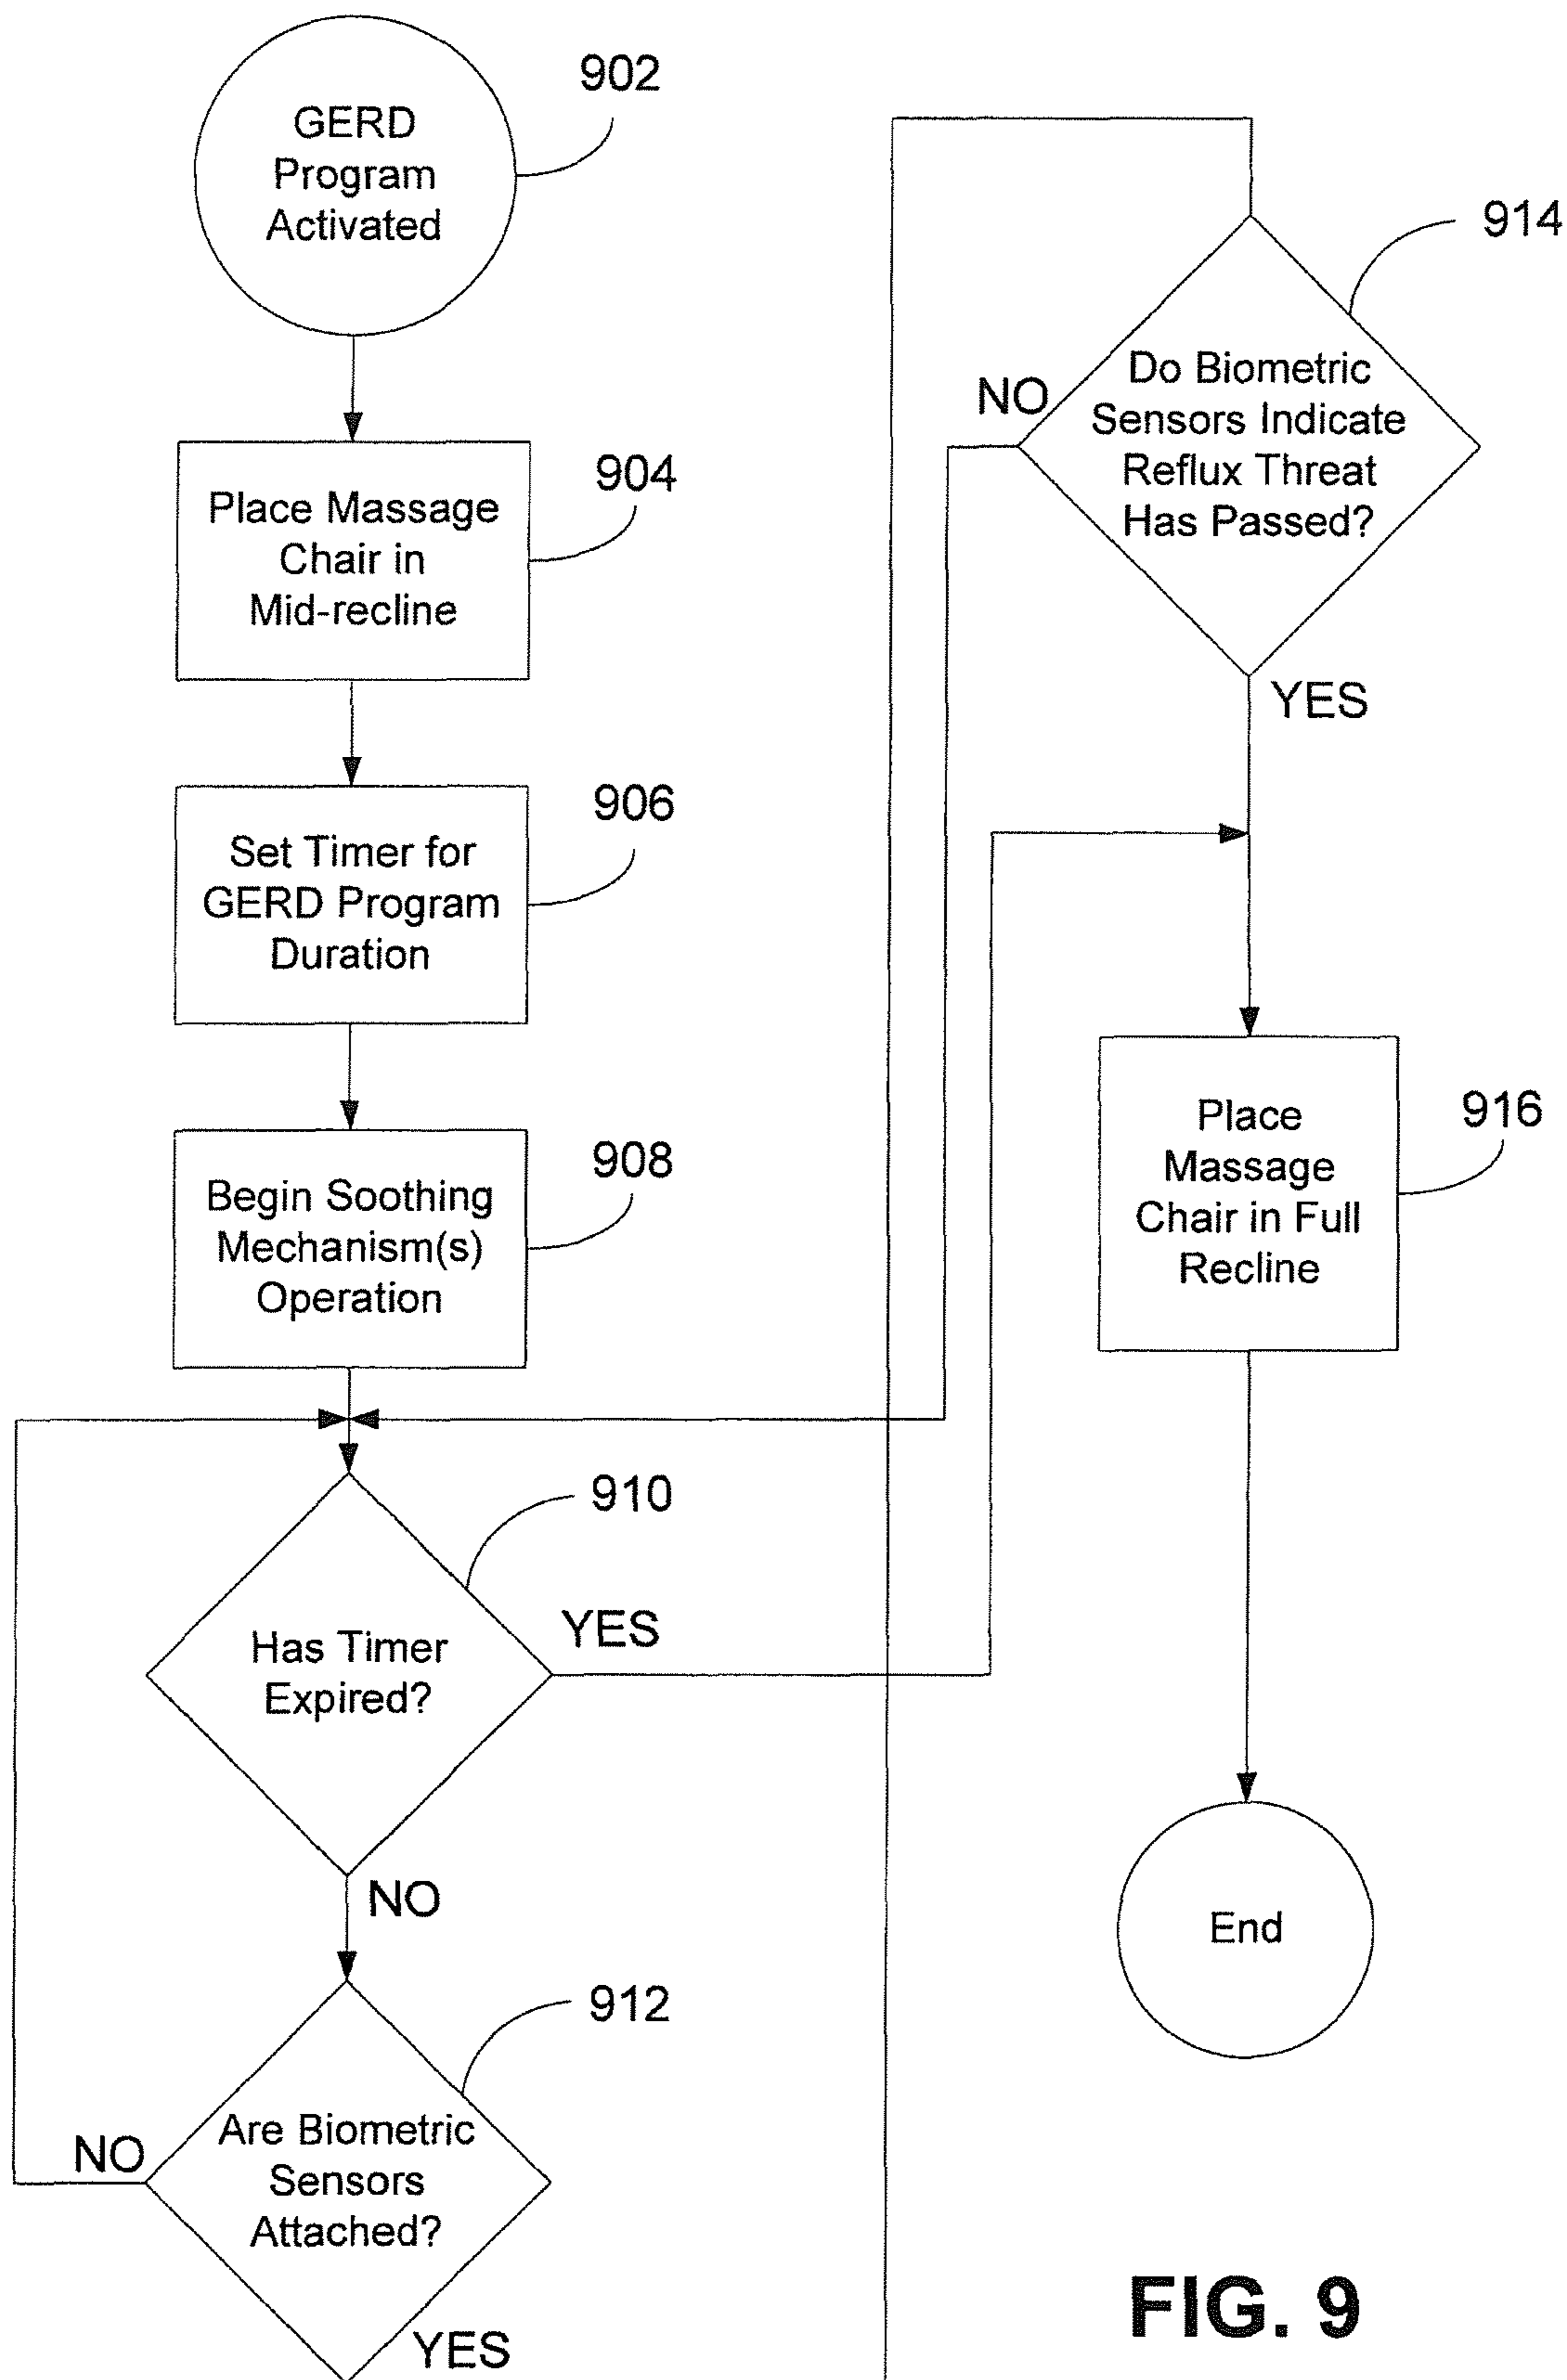 GERD
Program
Activated
902
Place Massage
Chair in
Mid-recline
904
Set Timer for
GERD Program
Duration
906
Begin Soothing
Mechanism(s)
Operation
908
Has Timer
Expired?
910
YES
NO
Are Biometric
Sensors
Attached?
912
NO
YES
Do Biometric
Sensors Indicate
Reflux Threat
Has Passed?
914
NO
YES
Place
Massage
Chair in Full
Recline
916
End
FIG. 9